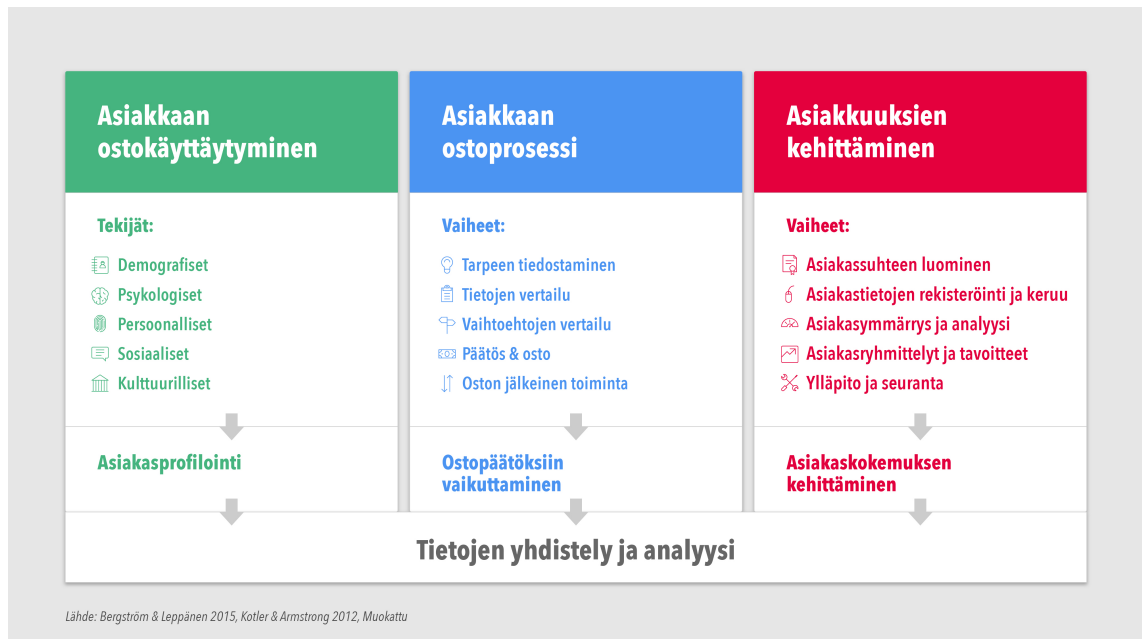 Asiakkaan
ostokäyttäytyminen
Tekijät:
Demografiset
Psykologiset
Persoonalliset
Sosiaaliset
Kulttuurilliset
Asiakasprofilointi
Asiakkaan
ostoprosessi
Vaiheet:
Tarpeen tiedostaminen
Tietojen vertailu
Vaihtoehtojen vertailu
Päätös & osto
Oston jälkeinen toiminta
Ostopäätöksiin
vaikuttaminen
Asiakkuuksien
kehittäminen
Vaiheet:
Asiakassuhteen luominen
Asiakastietojen rekisteröinti ja keruu
Asiakasymmärrys ja analyysi
Asiakasryhmittelyt ja tavoitteet
Ylläpito ja seuranta
Asiakaskokemuksen
kehittäminen
Tietojen yhdistely ja analyysi
Lähde: Bergström & Leppänen 2015, Kotler & Armstrong 2012, Muokattu